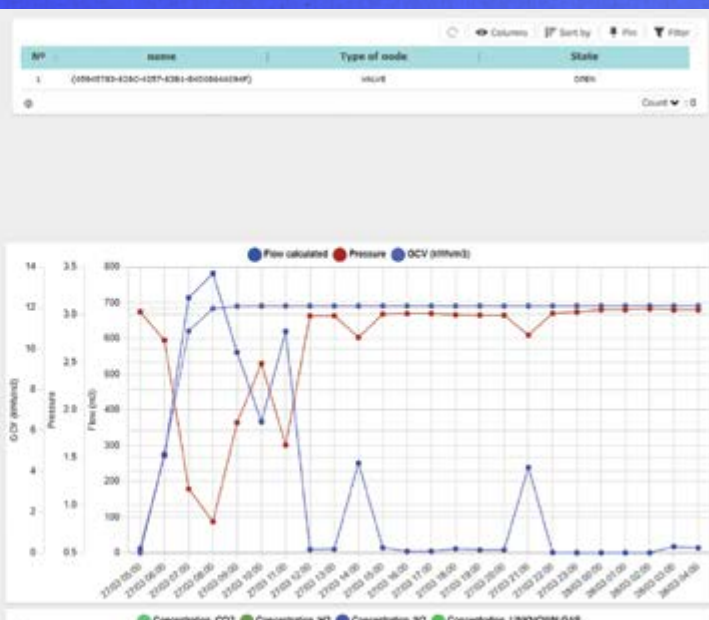 Columns Sort by Pin Filter
Nº name Type of node State
1 VALVE OPEN
Count : 0
Flow calculated Pressure GCV (kWh/m3)
14 3.5 800
12 3.0 700
10 2.5 600
8 2.0 500
6 1.5 400
4 1.0 300
2 0.5 200
0 100
0
GCV (kWh/m3)
Pressure
Flow (m3)
27/03 05:00 27/03 06:00 27/03 07:00 27/03 08:00 27/03 09:00 27/03 10:00 27/03 11:00 27/03 12:00 27/03 13:00 27/03 14:00 27/03 15:00 27/03 16:00 27/03 17:00 27/03 18:00 27/03 19:00 27/03 20:00 27/03 21:00 27/03 22:00 27/03 23:00 28/03 00:00 28/03 01:00 28/03 02:00 28/03 03:00 28/03 04:00
Concentration_CO2 Concentration_H2 Concentration_N2 Concentration_UNKNOWN GAS